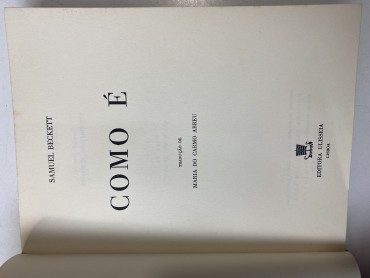 SAMUEL BECKETT
COMO É
TRADUÇÃO DE
MARIA DO CARMO ABREU
EDITORA ULISSEIA
LISBOA